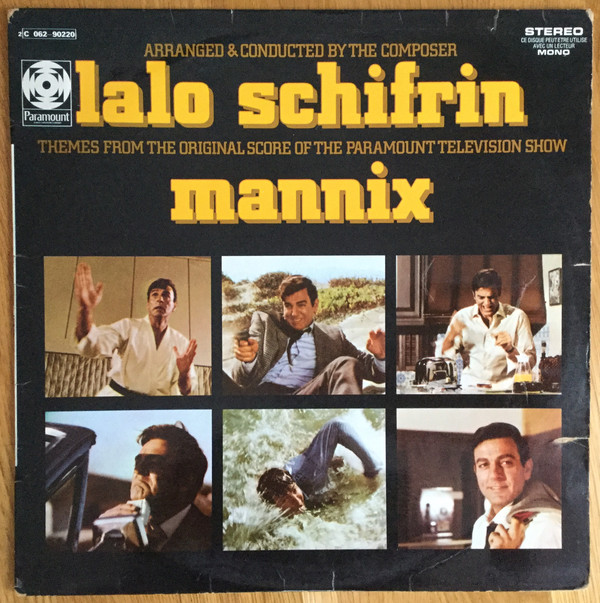 2C 062-90220
STEREO
CE DISQUE PEUT ETRE UTILISE
AVEC UN LECTEUR
MONO
ARRANGED & CONDUCTED BY THE COMPOSER
Paramount
lalo schifrin
THEMES FROM THE ORIGINAL SCORE OF THE PARAMOUNT TELEVISION SHOW
mannix